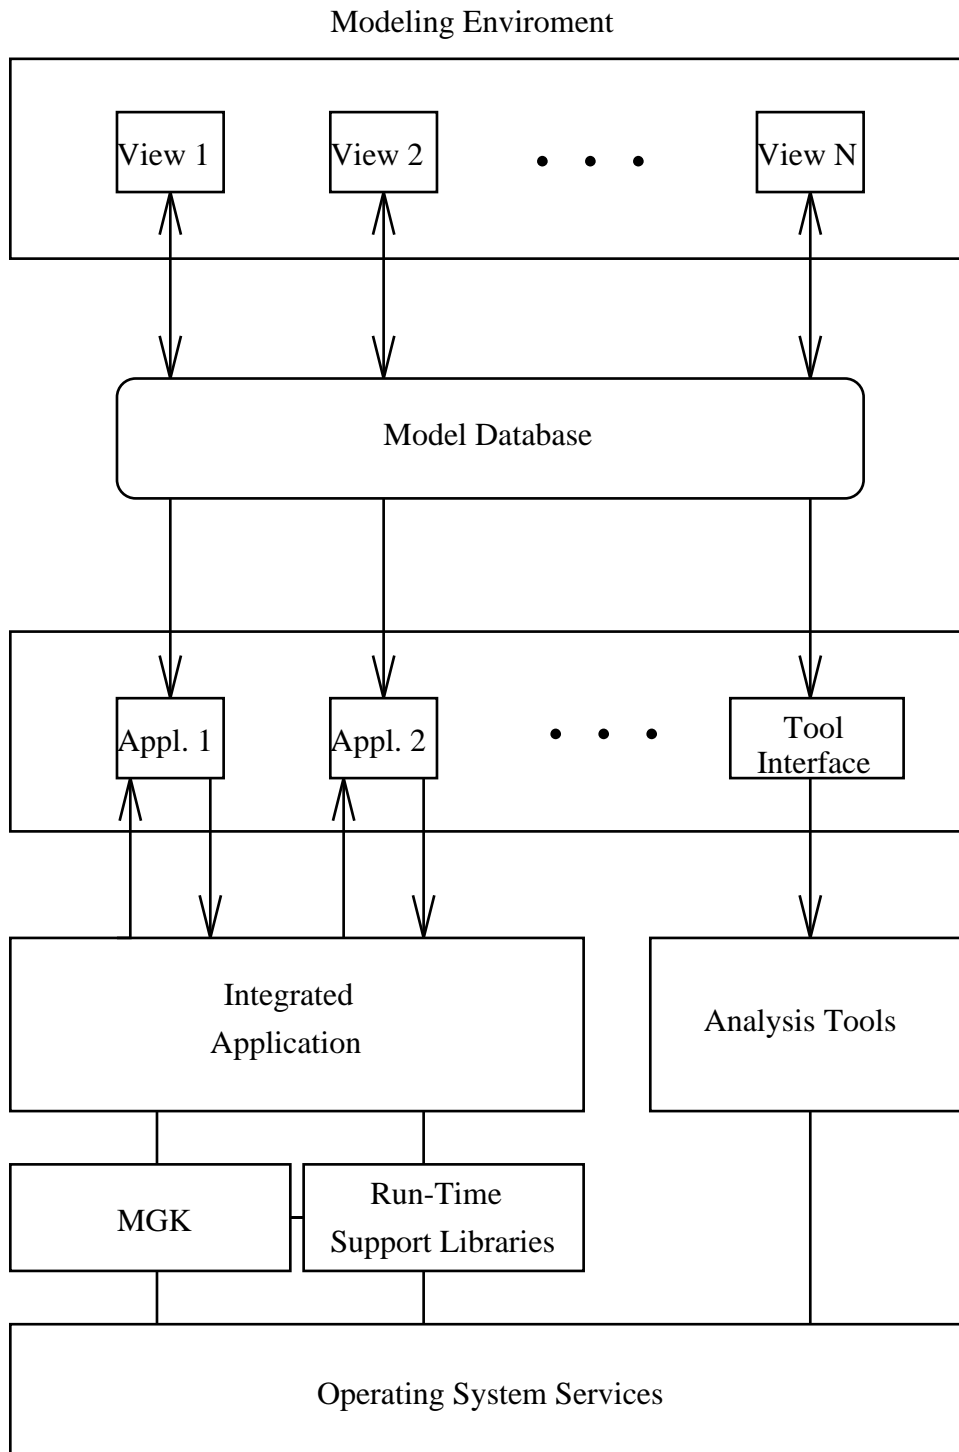 Modeling Enviroment
View 1
View 2
• • •
View N
Model Database
Appl. 1
Appl. 2
• • •
Tool
Interface
Integrated
Application
Analysis Tools
MGK
Run-Time
Support Libraries
Operating System Services